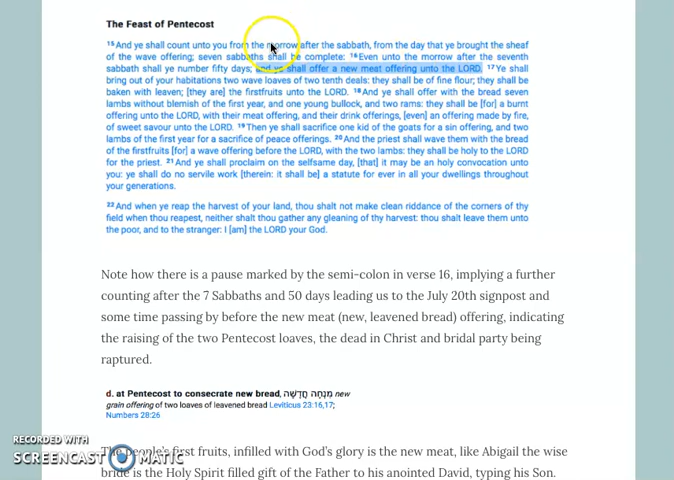 The Feast of Pentecost
15And ye shall count unto you from the morrow after the sabbath, from the day that ye brought the sheaf
of the wave offering; seven sabbaths shall be complete: 16Even unto the morrow after the seventh
sabbath shall ye number fifty days; and ye shall offer a new meat offering unto the LORD. 17Ye shall
bring out of your habitations two wave loaves of two tenth deals: they shall be of fine flour; they shall be
baken with leaven; [they are] the firstfruits unto the LORD. 18And ye shall offer with the bread seven
lambs without blemish of the first year, and one young bullock, and two rams: they shall be [for] a burnt
offering unto the LORD, with their meat offering, and their drink offerings, [even] an offering made by fire,
of sweet savour unto the LORD. 19Then ye shall sacrifice one kid of the goats for a sin offering, and two
lambs of the first year for a sacrifice of peace offerings. 20And the priest shall wave them with the bread
of the firstfruits [for] a wave offering before the LORD, with the two lambs: they shall be holy to the LORD
for the priest. 21And ye shall proclaim on the selfsame day, [that] it may be an holy convocation unto
you: ye shall do no servile work [therein: it shall be] a statute for ever in all your dwellings throughout
your generations.
22And when ye reap the harvest of your land, thou shalt not make clean riddance of the corners of thy
field when thou reapest, neither shalt thou gather any gleaning of thy harvest: thou shalt leave them unto
the poor, and to the stranger: I [am] the LORD your God.
Note how there is a pause marked by the semi-colon in verse 16, implying a further
counting after the 7 Sabbaths and 50 days leading us to the July 20th signpost and
some time passing by before the new meat (new, leavened bread) offering, indicating
the raising of the two Pentecost loaves, the dead in Christ and bridal party being
raptured.
d. at Pentecost to consecrate new bread, מִנְחָה חֲדָשָׁה new
grain offering of two loaves of leavened bread Leviticus 23:16,17;
Numbers 28:26
The people's first fruits, infilled with God's glory is the new meat, like Abigail the wise
bride is the Holy Spirit filled gift of the Father to his anointed David, typing his Son.
RECORDED WITH
SCREENCAST MATIC